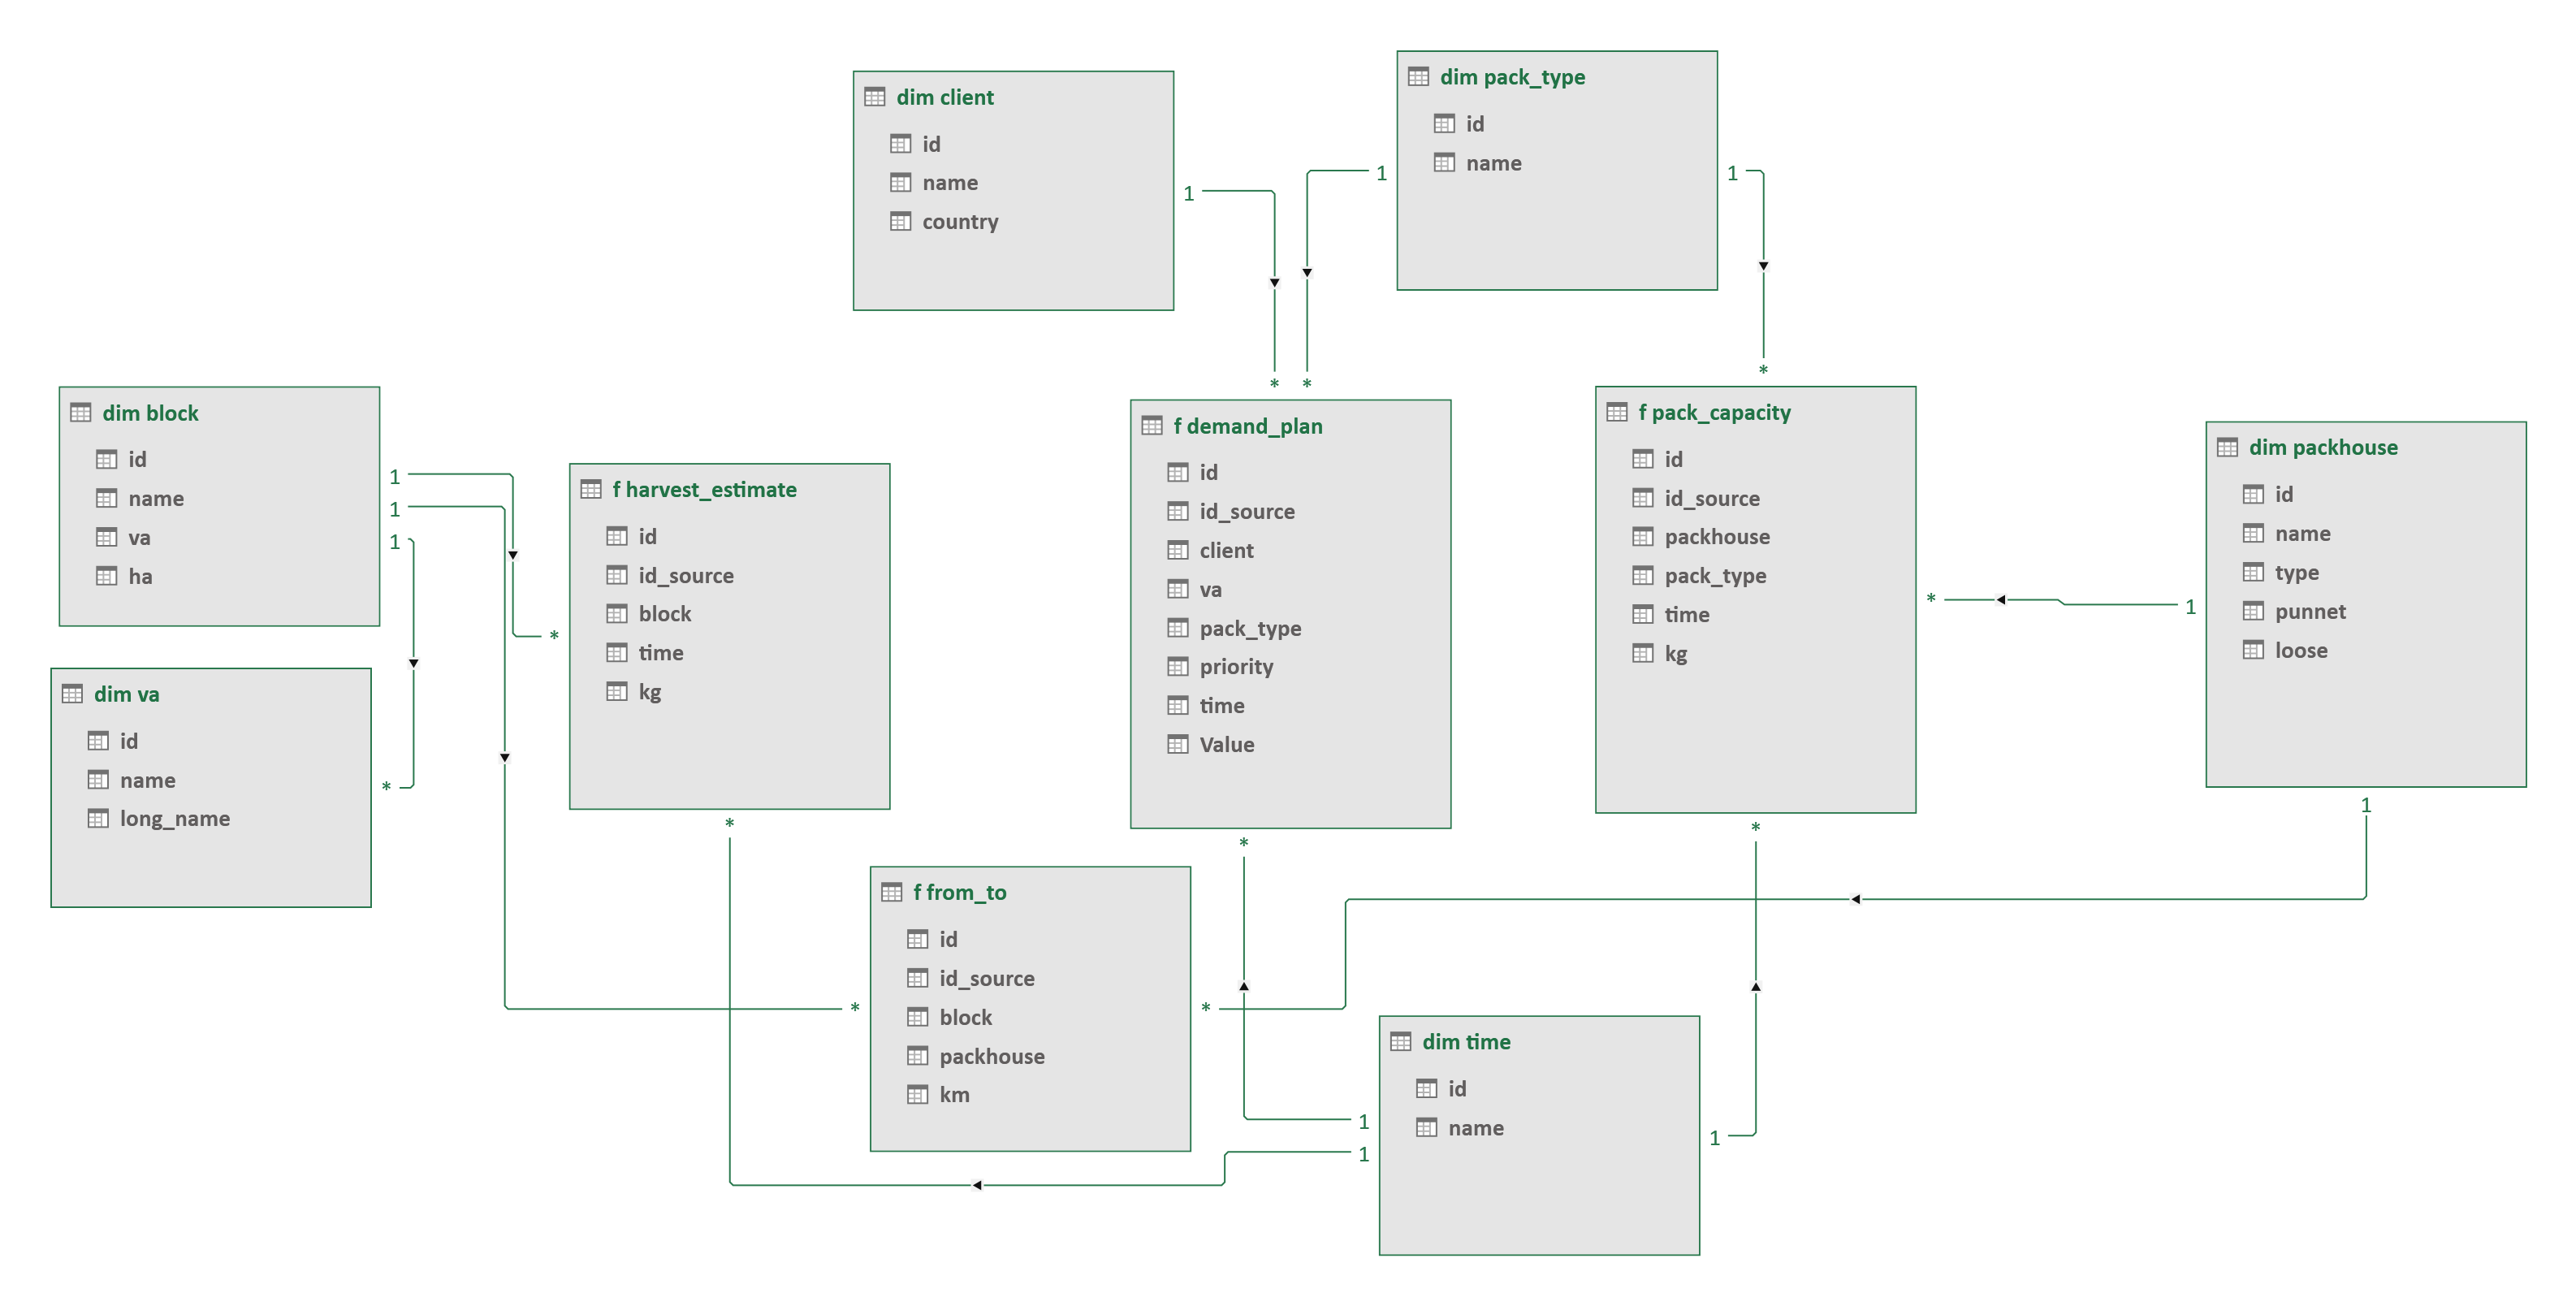 dim client
id
name
country
1
dim pack_type
id
name
1
1
*
*
*
dim block
id
name
va
ha
1
1
1
dim va
id
name
long_name
*
f harvest_estimate
id
id_source
block
time
kg
*
*
f demand_plan
id
id_source
client
va
pack_type
priority
time
Value
*
f pack_capacity
id
id_source
packhouse
pack_type
time
kg
*
*
dim packhouse
id
name
type
punnet
loose
1
1
f from_to
id
id_source
block
packhouse
km
*
*
dim time
id
name
1
1
1